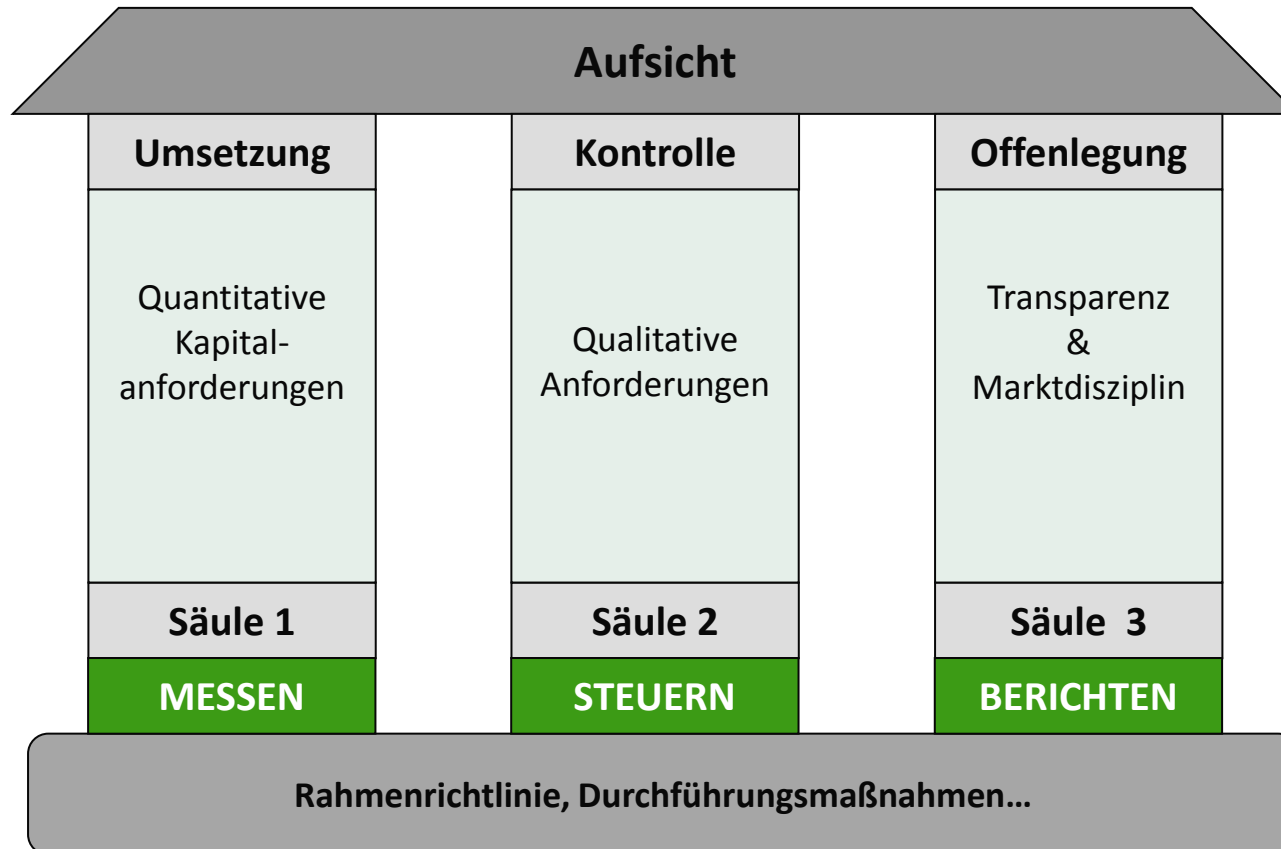 Aufsicht
Umsetzung
Quantitative
Kapital-
anforderungen
Säule 1
MESSEN
Kontrolle
Qualitative
Anforderungen
Säule 2
STEUERN
Offenlegung
Transparenz
&
Marktdisziplin
Säule 3
BERICHTEN
Rahmenrichtlinie, Durchführungsmaßnahmen...